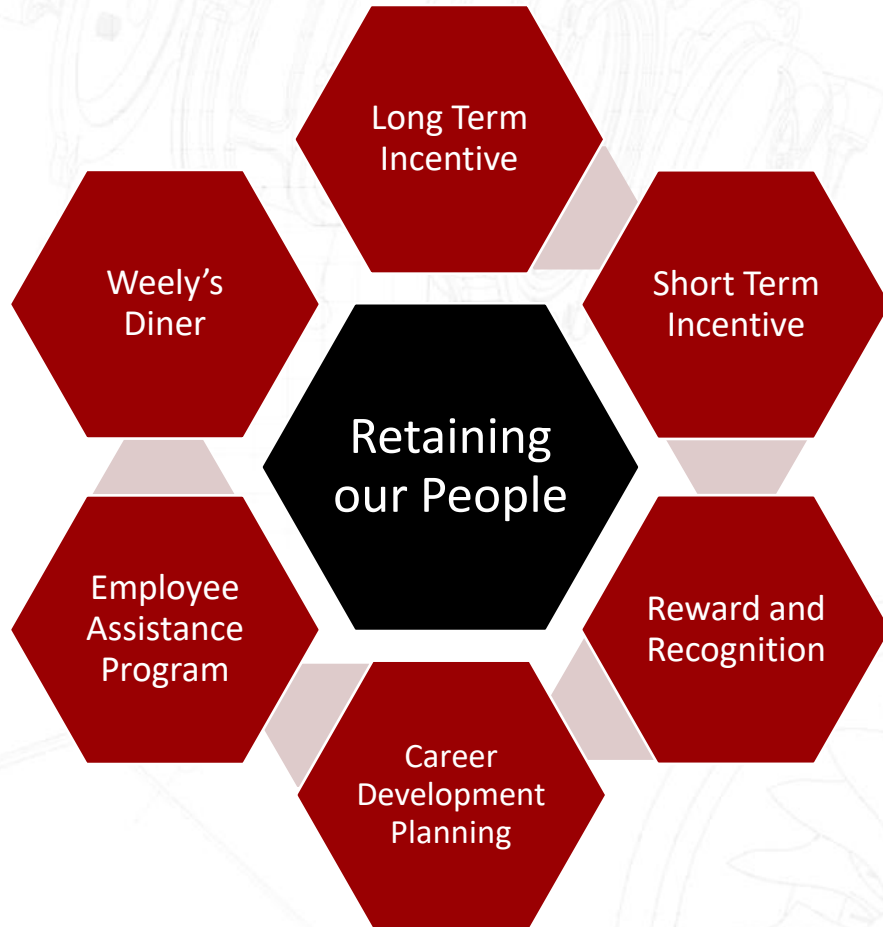 Long Term
Incentive
Weely’s
Diner
Short Term
Incentive
Retaining
our People
Employee
Assistance
Program
Reward and
Recognition
Career
Development
Planning